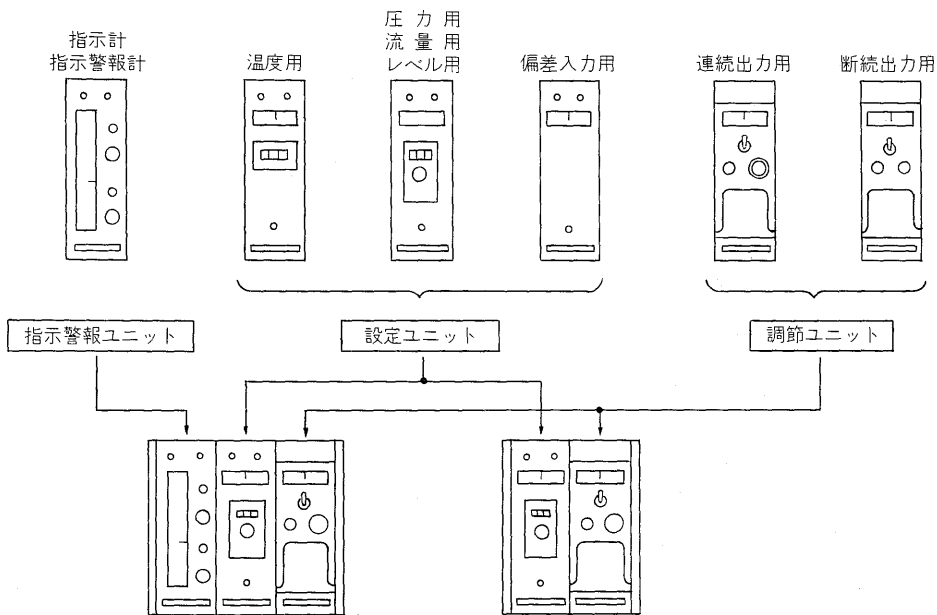 指示計
指示警報計
温度用
圧力用
流量用
レベル用
偏差入力用
連続出力用
断続出力用
指示警報ユニット
設定ユニット
調節ユニット